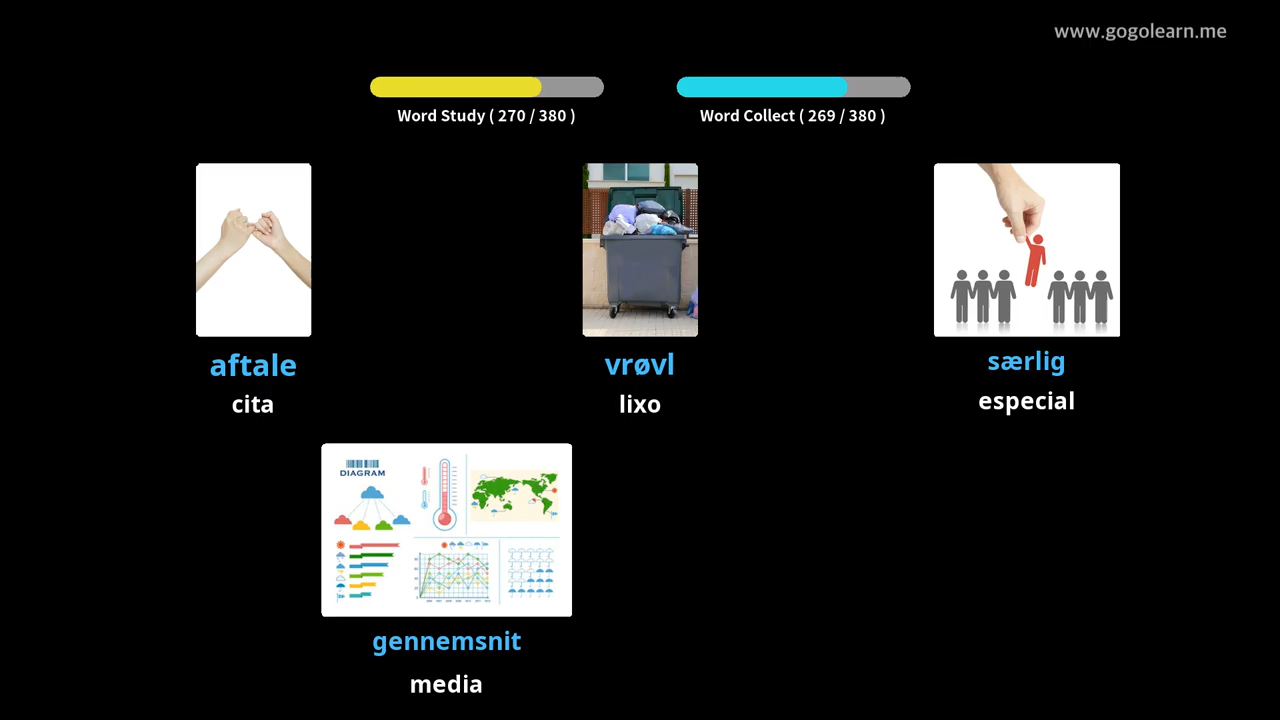 www.gogolearn.me
Word Study ( 270 / 380 )
Word Collect ( 269 / 380 )
aftale
cita
vrøvl
lixo
særlig
especial
DIAGRAM
gennemsnit
media